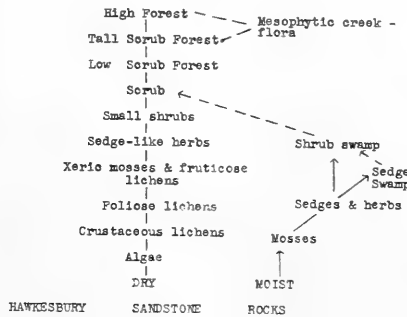 High Forest
Mesophytic creek -
flora
Tall Scrub Forest
Low Scrub Forest
Scrub
Small shrubs
Sedge-like herbs
Shrub swamp
Xeric mosses & fruticose
lichens
Sedge
Swamp
Foliose lichens
Sedges & herbs
Crustaceous lichens
Mosses
Algae
DRY
MOIST
HAWKESBURY SANDSTONE ROCKS